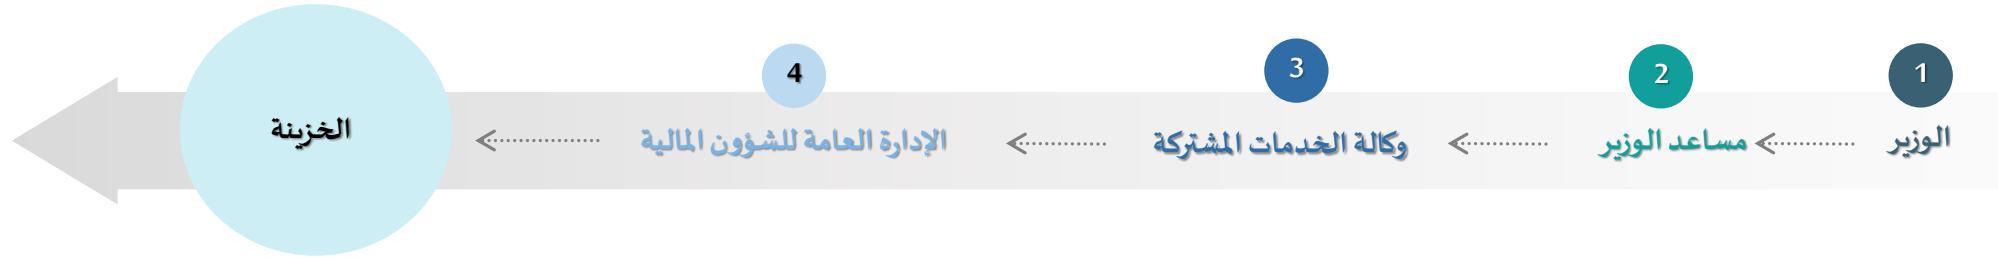 1
الوزير
2
مساعد الوزير
3
وكالة الخدمات المشتركة
4
الإدارة العامة للشؤون المالية
الخزينة